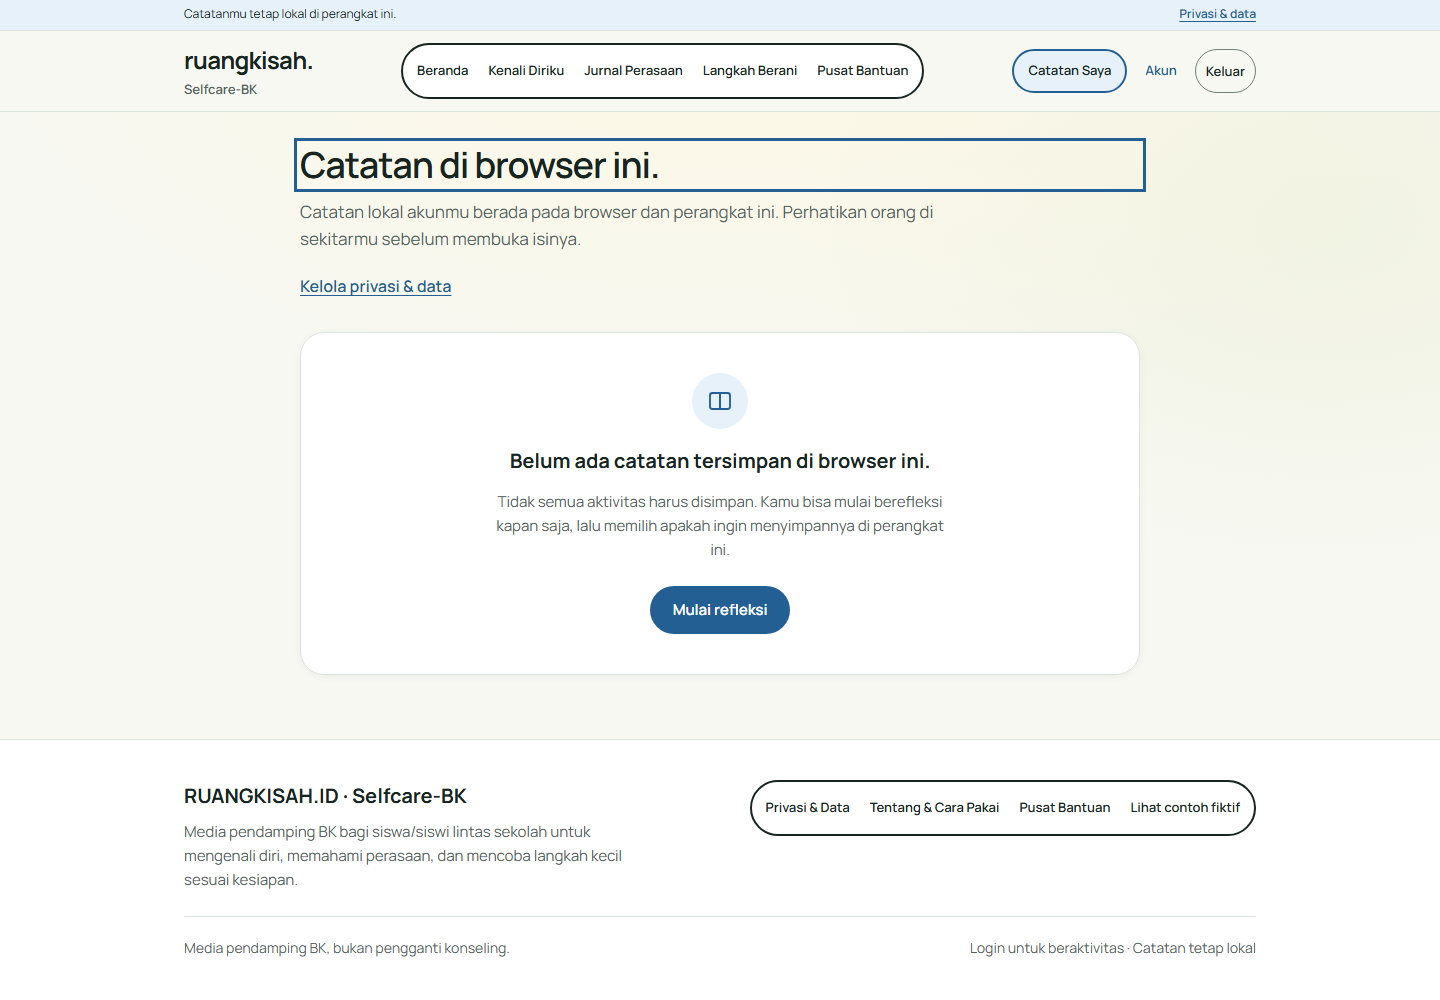 Catatanmu tetap lokal di perangkat ini.
Privasi & data
ruangkisah.
Selfcare-BK
Beranda
Kenali Diriku
Jurnal Perasaan
Langkah Berani
Pusat Bantuan
Catatan Saya
Akun
Keluar
Catatan di browser ini.
Catatan lokal akunmu berada pada browser dan perangkat ini. Perhatikan orang di
sekitarmu sebelum membuka isinya.
Kelola privasi & data
Belum ada catatan tersimpan di browser ini.
Tidak semua aktivitas harus disimpan. Kamu bisa mulai berefleksi
kapan saja, lalu memilih apakah ingin menyimpannya di perangkat
ini.
Mulai refleksi
RUANGKISAH.ID · Selfcare-BK
Media pendamping BK bagi siswa/siswi lintas sekolah untuk
mengenali diri, memahami perasaan, dan mencoba langkah kecil
sesuai kesiapan.
Privasi & Data
Tentang & Cara Pakai
Pusat Bantuan
Lihat contoh fiktif
Media pendamping BK, bukan pengganti konseling.
Login untuk beraktivitas · Catatan tetap lokal